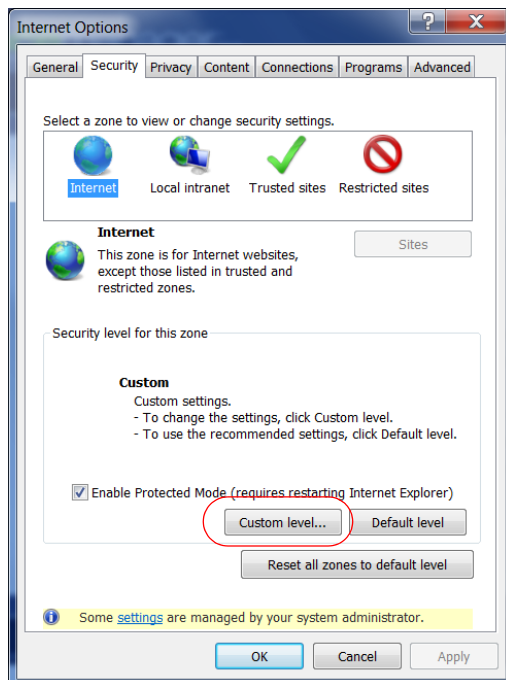 Internet Options
?
X
General Security Privacy Content Connections Programs Advanced
Select a zone to view or change security settings.
Internet Local intranet Trusted sites Restricted sites
Internet
This zone is for Internet websites,
except those listed in trusted and
restricted zones.
Sites
Security level for this zone
Custom
Custom settings.
- To change the settings, click Custom level.
- To use the recommended settings, click Default level.
Enable Protected Mode (requires restarting Internet Explorer)
Custom level... Default level
Reset all zones to default level
Some settings are managed by your system administrator.
OK Cancel Apply